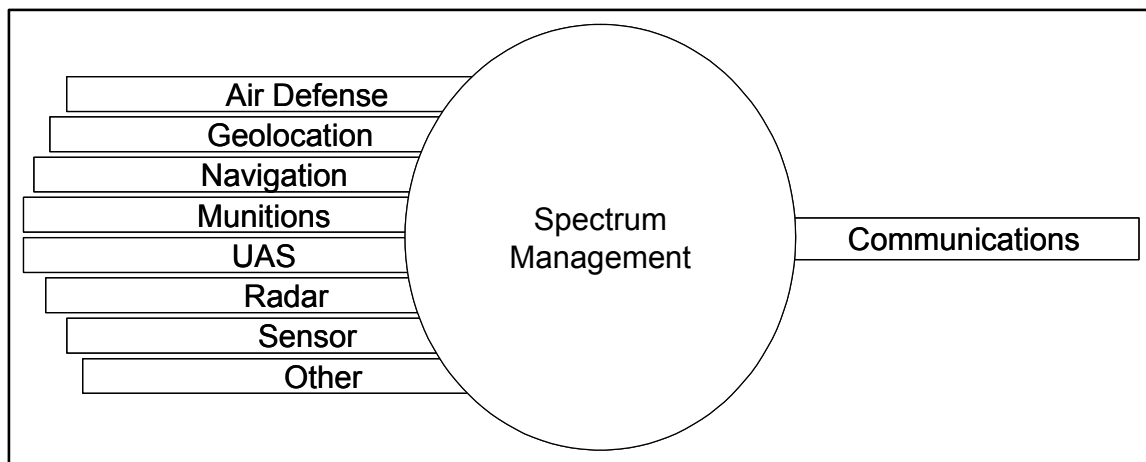 Air Defense
Geolocation
Navigation
Munitions
UAS
Radar
Sensor
Other
Spectrum
Management
Communications